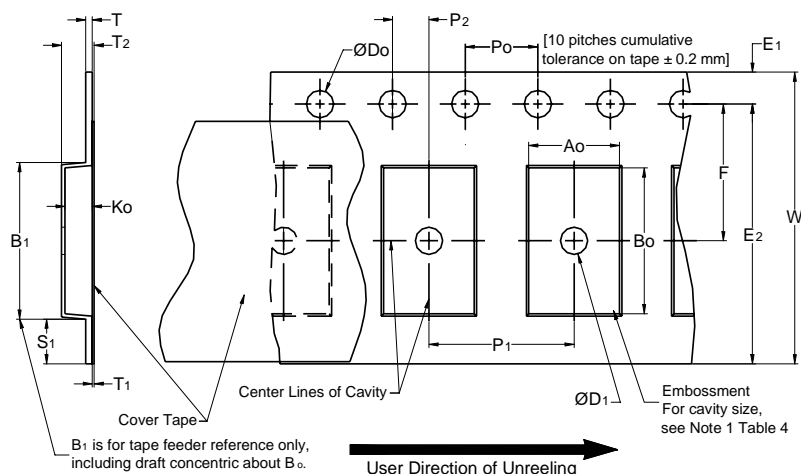 T
T2
P2
ØDo
Po
[10 pitches cumulative
tolerance on tape ± 0.2 mm]
E1
Ao
F
W
Ko
B1
Bo
E2
S1
P1
T1
Center Lines of Cavity
ØD1
Embossment
For cavity size,
see Note 1 Table 4
Cover Tape
B1 is for tape feeder reference only,
including draft concentric about Bo.
User Direction of Unreeling